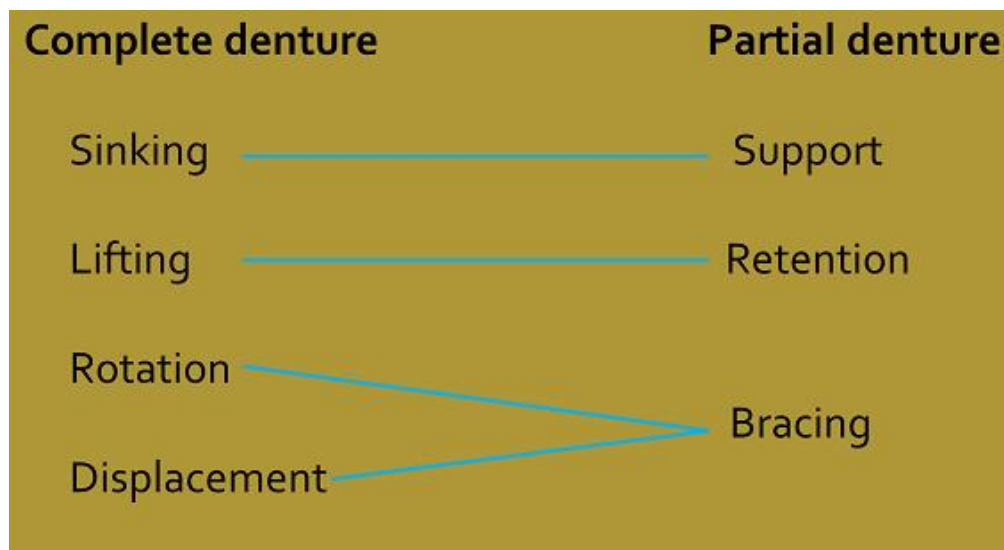 Complete denture Partial denture
Sinking Support
Lifting Retention
Rotation
Bracing
Displacement